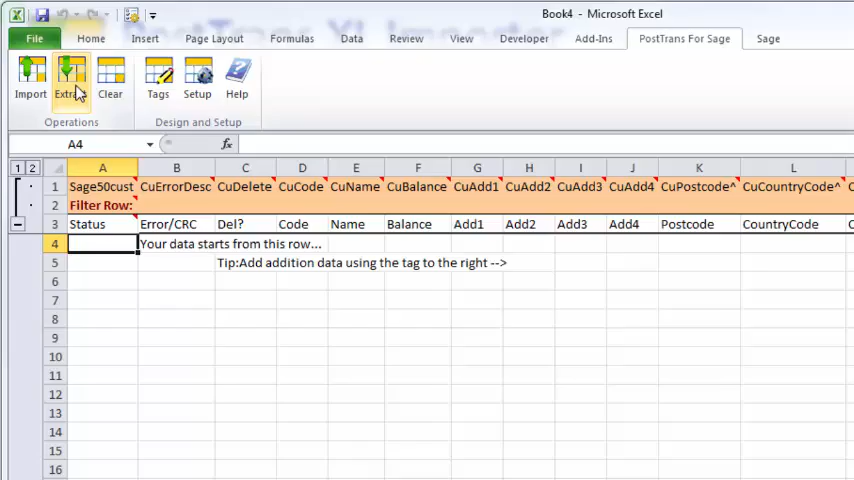 Book4 - Microsoft Excel
File Home Insert Page Layout Formulas Data Review View Developer Add-Ins PostTrans For Sage Sage
Import Clear Tags Setup Help
Operations Design and Setup
A4 fx
1 2 A B C D E F G H I J K L
1 Sage50cust CuErrorDesc CuDelete CuCode CuName CuBalance CuAdd1 CuAdd2 CuAdd3 CuAdd4 CuPostcode^ CuCountryCode^
2 Filter Row:
3 Status Error/CRC Del? Code Name Balance Add1 Add2 Add3 Add4 Postcode CountryCode
4 Your data starts from this row...
5 Tip:Add addition data using the tag to the right -->
6
7
8
9
10
11
12
13
14
15
16